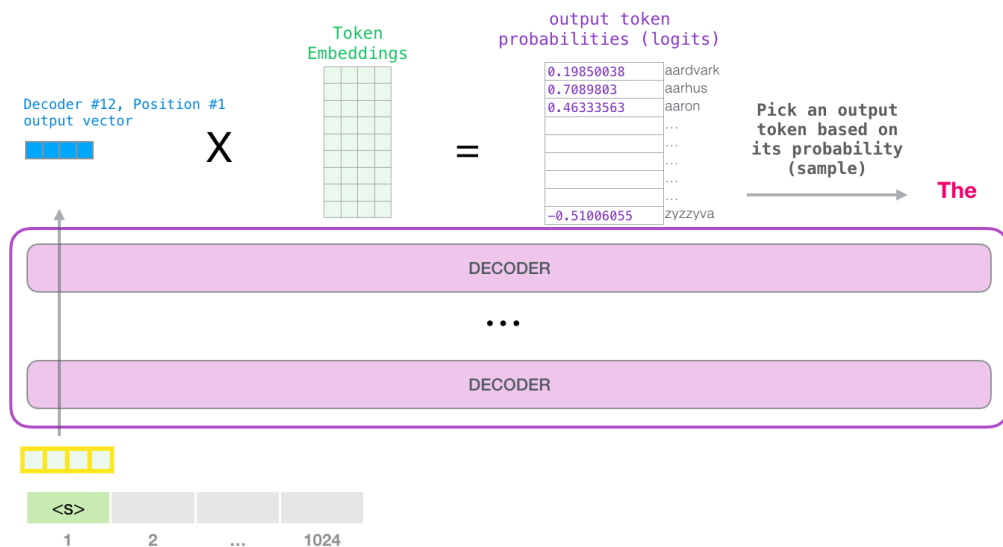 output token
probabilities (logits)
Token
Embeddings
Decoder #12, Position #1
output vector
X
=
0.19850038 aardvark
0.7089803 aarhus
0.46333563 aaron
...
...
...
...
...
-0.51006055 zyzzyva
Pick an output
token based on
its probability
(sample)
The
DECODER
...
DECODER
<s>
1 2 ... 1024